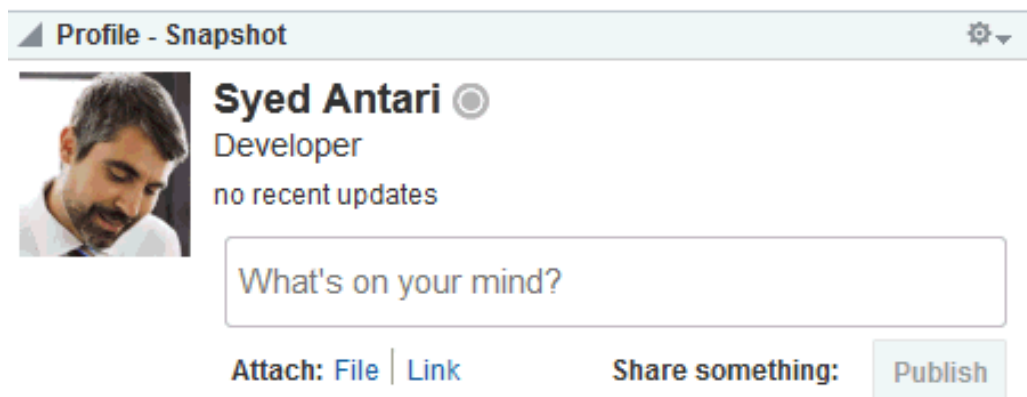 Profile - Snapshot
Syed Antari
Developer
no recent updates
What's on your mind?
Attach: File | Link Share something: Publish